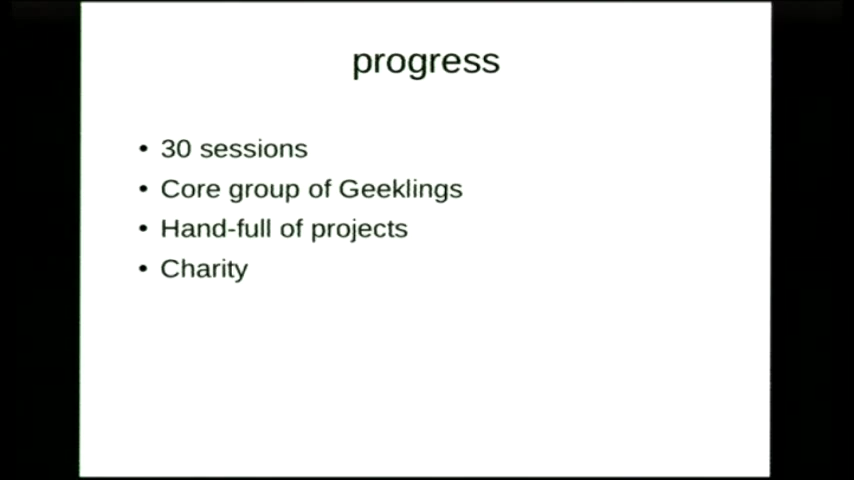 progress
• 30 sessions
• Core group of Geeklings
• Hand-full of projects
• Charity